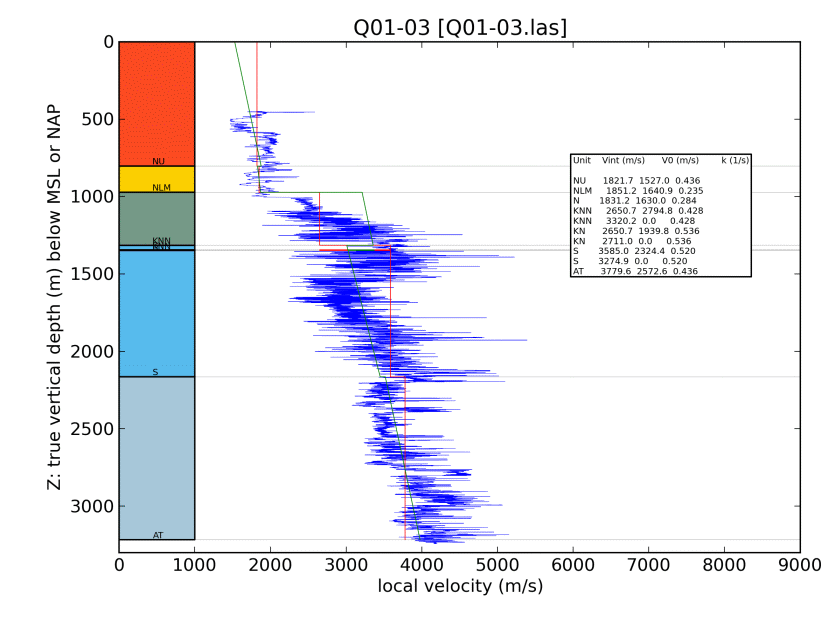 Q01-03 [Q01-03.las]
Z: true vertical depth (m) below MSL or NAP
0
500
1000
1500
2000
2500
3000
NU
NLM
KNN
S
AT
Unit Vint (m/s) V0 (m/s) k (1/s)
NU 1821.7 1527.0 0.436
NLM 1851.2 1640.9 0.235
N 1831.2 1630.0 0.284
KNN 2650.7 2794.8 0.428
KNN 3320.2 0.0 0.428
KN 2650.7 1939.8 0.536
KN 2711.0 0.0 0.536
S 3585.0 2324.4 0.520
S 3274.9 0.0 0.520
AT 3779.6 2572.6 0.436
0 1000 2000 3000 4000 5000 6000 7000 8000 9000
local velocity (m/s)